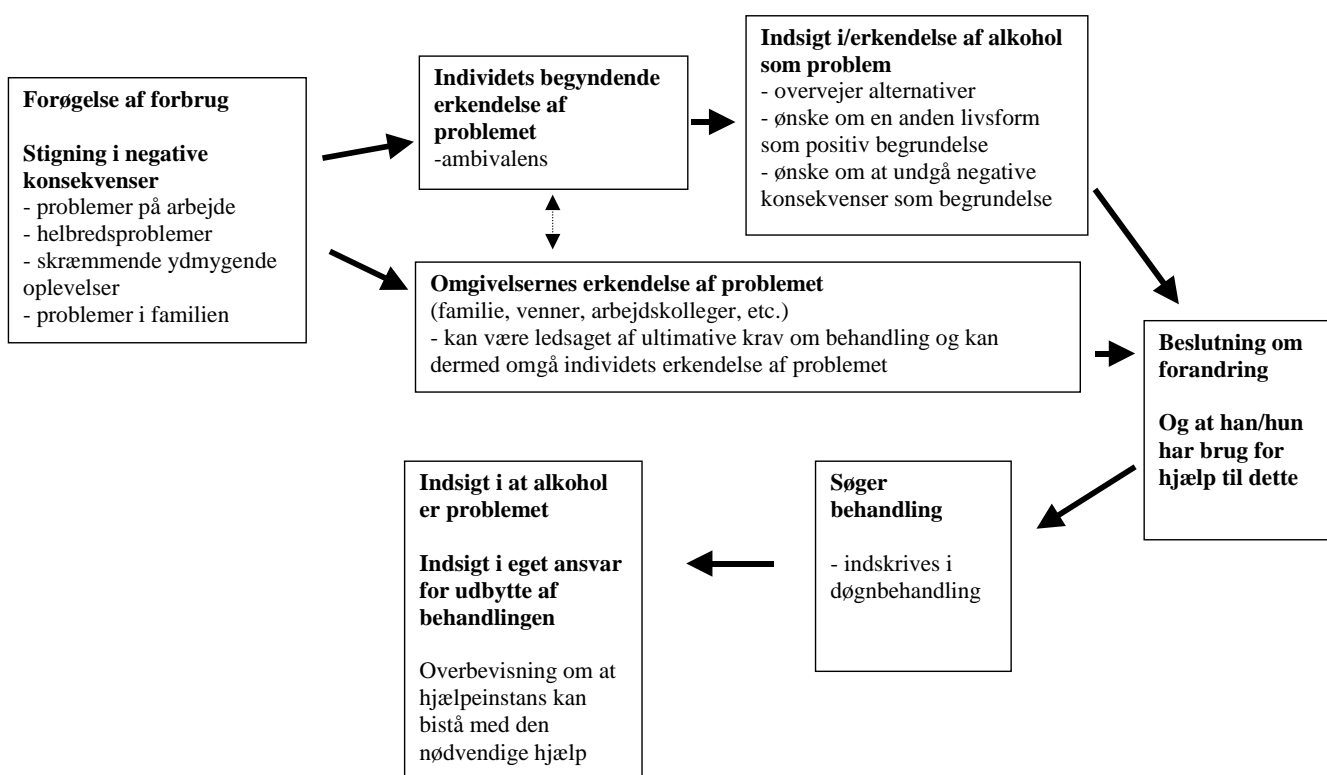 Forøgelse af forbrug
Stigning i negative
konsekvenser
- problemer på arbejde
- helbredsproblemer
- skræmmende ydmygende
oplevelser
- problemer i familien
Individets begyndende
erkendelse af
problemet
-ambivalens
Indsigt i/erkendelse af alkohol
som problem
- overvejer alternativer
- ønske om en anden livsform
som positiv begrundelse
- ønske om at undgå negative
konsekvenser som begrundelse
Omgivelsernes erkendelse af problemet
(familie, venner, arbejdskolleger, etc.)
- kan være ledsaget af ultimative krav om behandling og kan
dermed omgå individets erkendelse af problemet
Beslutning om
forandring
Og at han/hun
har brug for
hjælp til dette
Søger
behandling
- indskrives i
døgnbehandling
Indsigt i at alkohol
er problemet
Indsigt i eget ansvar
for udbytte af
behandlingen
Overbevisning om at
hjælpeinstans kan
bistå med den
nødvendige hjælp